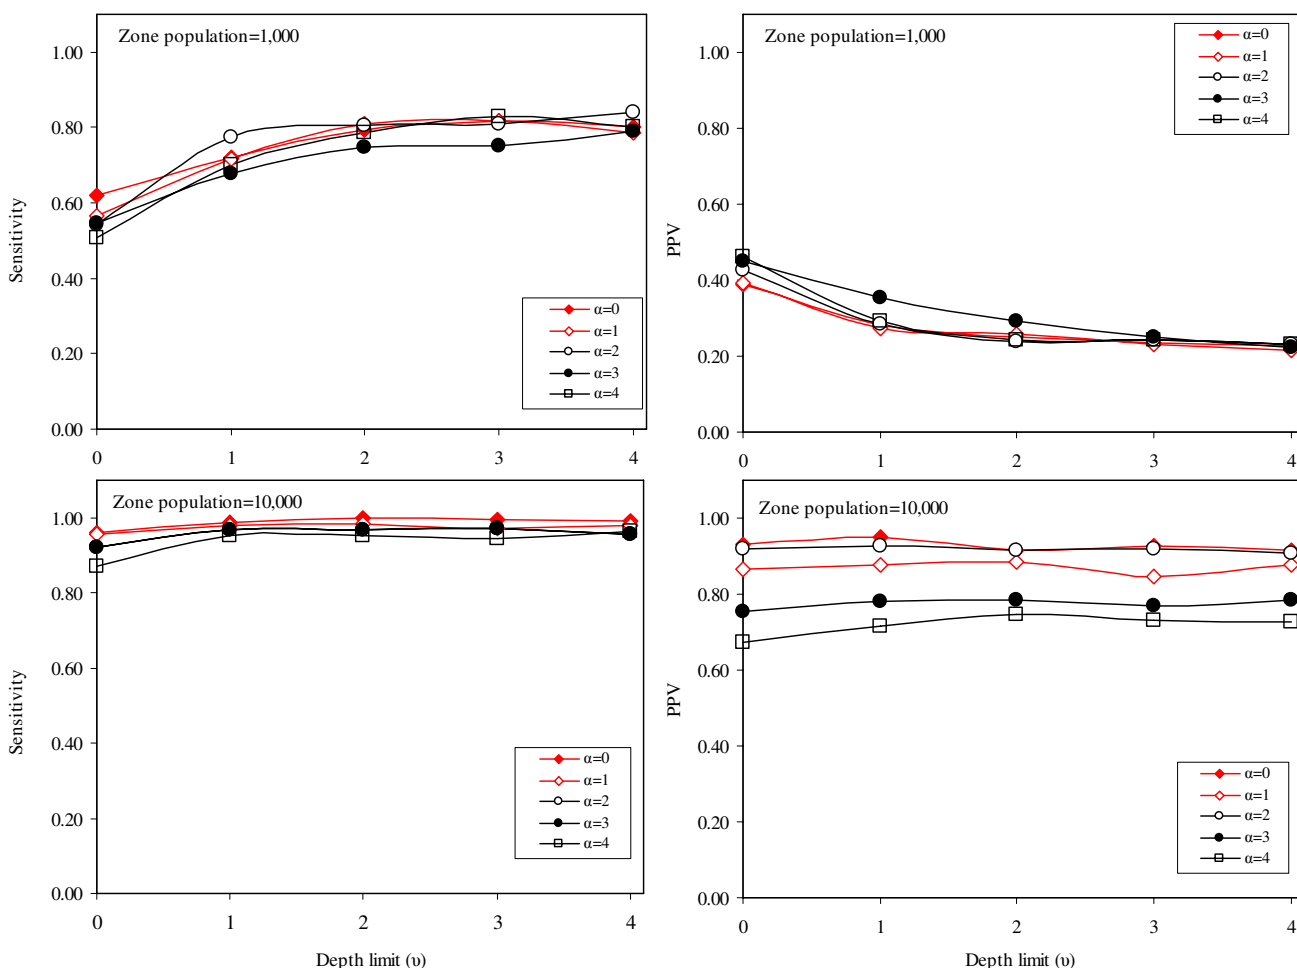 Zone population=1,000
Sensitivity
1.00
0.80
0.60
0.40
0.20
0.00
0 1 2 3 4
α=0
α=1
α=2
α=3
α=4
Zone population=1,000
PPV
1.00
0.80
0.60
0.40
0.20
0.00
0 1 2 3 4
α=0
α=1
α=2
α=3
α=4
Zone population=10,000
Sensitivity
1.00
0.80
0.60
0.40
0.20
0.00
0 1 2 3 4
Depth limit (υ)
α=0
α=1
α=2
α=3
α=4
Zone population=10,000
PPV
1.00
0.80
0.60
0.40
0.20
0.00
0 1 2 3 4
Depth limit (υ)
α=0
α=1
α=2
α=3
α=4